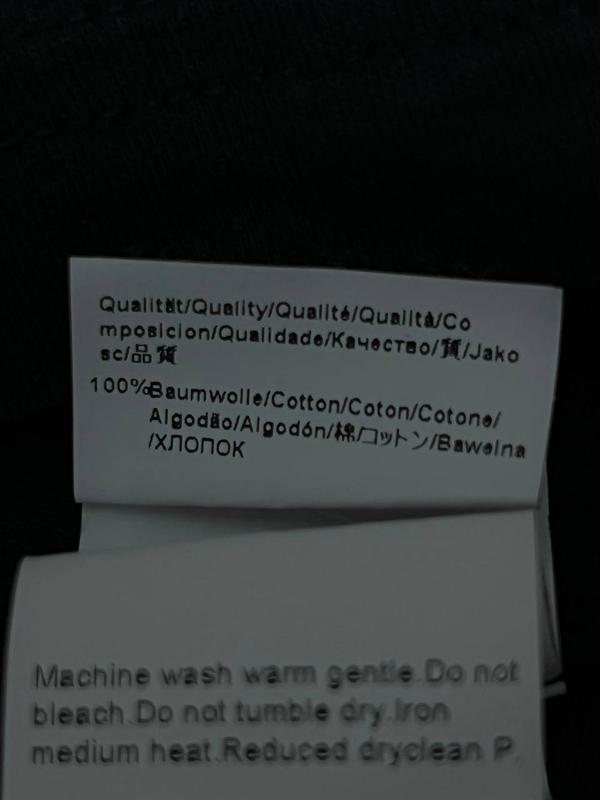 Qualität/Quality/Qualité/Qualità/Co
mposicion/Qualidade/Качество/質/Jako
sc/品質
100%Baumwolle/Cotton/Coton/Cotone/
Algodão/Algodón/棉/コットン/Bawelna
/ХЛОПОК
Machine wash warm gentle.Do not
bleach.Do not tumble dry.Iron
medium heat.Reduced dryclean P.